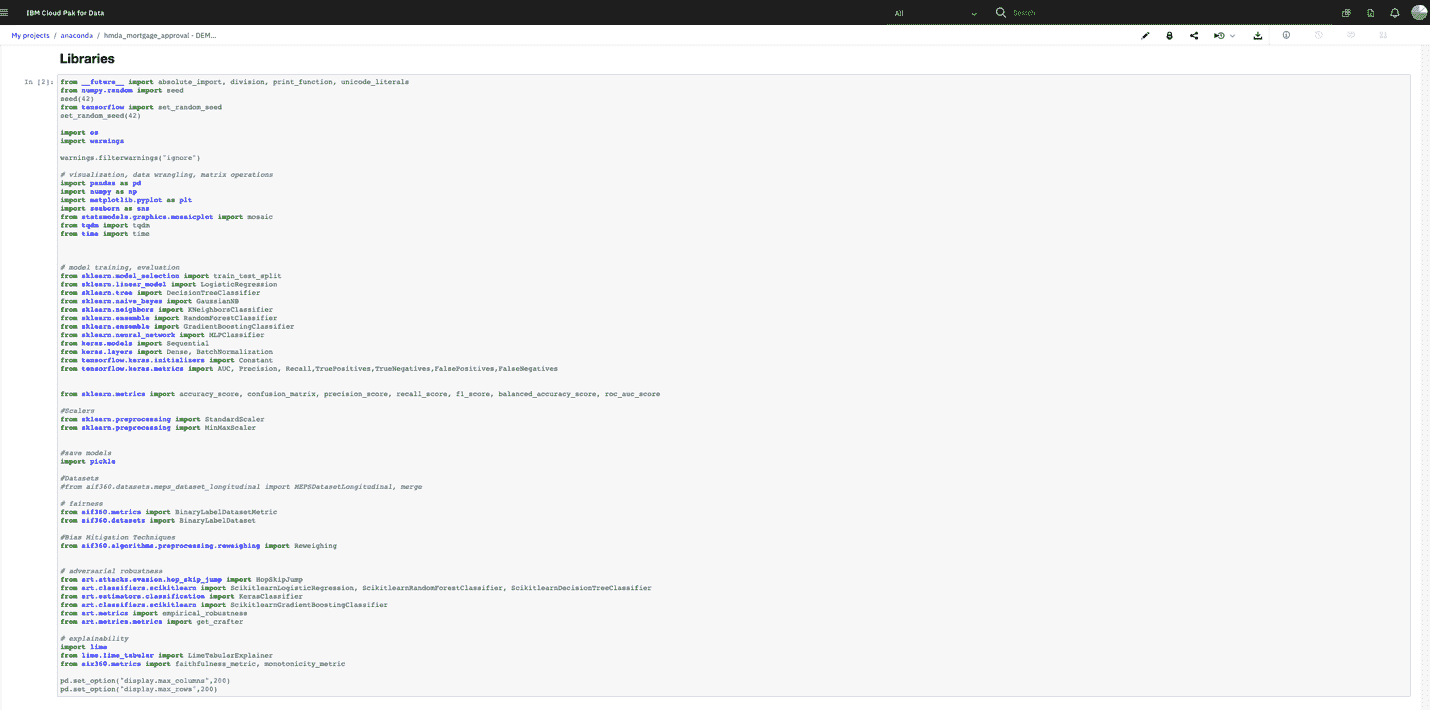 IBM Cloud Pak for Data
All
Search
My projects / anaconda / hmda_mortgage_approval - DEM...
Libraries
In [2]:
from __future__ import absolute_import, division, print_function, unicode_literals
from numpy.random import seed
seed(42)
from tensorflow import set_random_seed
set_random_seed(42)
import os
import warnings
warnings.filterwarnings("ignore")
# visualization, data wrangling, matrix operations
import pandas as pd
import numpy as np
import matplotlib.pyplot as plt
import seaborn as sns
from statsmodels.graphics.mosaicplot import mosaic
from tqdm import tqdm
from time import time
# model training, evaluation
from sklearn.model_selection import train_test_split
from sklearn.linear_model import LogisticRegression
from sklearn.tree import DecisionTreeClassifier
from sklearn.naive_bayes import GaussianNB
from sklearn.neighbors import KNeighborsClassifier
from sklearn.ensemble import RandomForestClassifier
from sklearn.ensemble import GradientBoostingClassifier
from sklearn.neural_network import MLPClassifier
from keras.models import Sequential
from keras.layers import Dense, BatchNormalization
from tensorflow.keras.initializers import Constant
from tensorflow.keras.metrics import AUC, Precision, Recall,TruePositives,TrueNegatives,FalsePositives,FalseNegatives
from sklearn.metrics import accuracy_score, confusion_matrix, precision_score, recall_score, f1_score, balanced_accuracy_score, roc_auc_score
#Scalers
from sklearn.preprocessing import StandardScaler
from sklearn.preprocessing import MinMaxScaler
#save models
import pickle
#Datasets
#from aif360.datasets.meps_dataset_longitudinal import MEPSDatasetLongitudinal, merge
# fairness
from aif360.metrics import BinaryLabelDatasetMetric
from aif360.datasets import BinaryLabelDataset
#Bias Mitigation Techniques
from aif360.algorithms.preprocessing.reweighing import Reweighing
# adversarial robustness
from art.attacks.evasion.hop_skip_jump import HopSkipJump
from art.classifiers.scikitlearn import ScikitlearnLogisticRegression, ScikitlearnRandomForestClassifier, ScikitlearnDecisionTreeClassifier
from art.estimators.classification import KerasClassifier
from art.classifiers.scikitlearn import ScikitlearnGradientBoostingClassifier
from art.metrics import empirical_robustness
from art.metrics.metrics import get_crafter
# explainability
import lime
from lime.lime_tabular import LimeTabularExplainer
from aix360.metrics import faithfulness_metric, monotonicity_metric
pd.set_option("display.max_columns",200)
pd.set_option("display.max_rows",200)